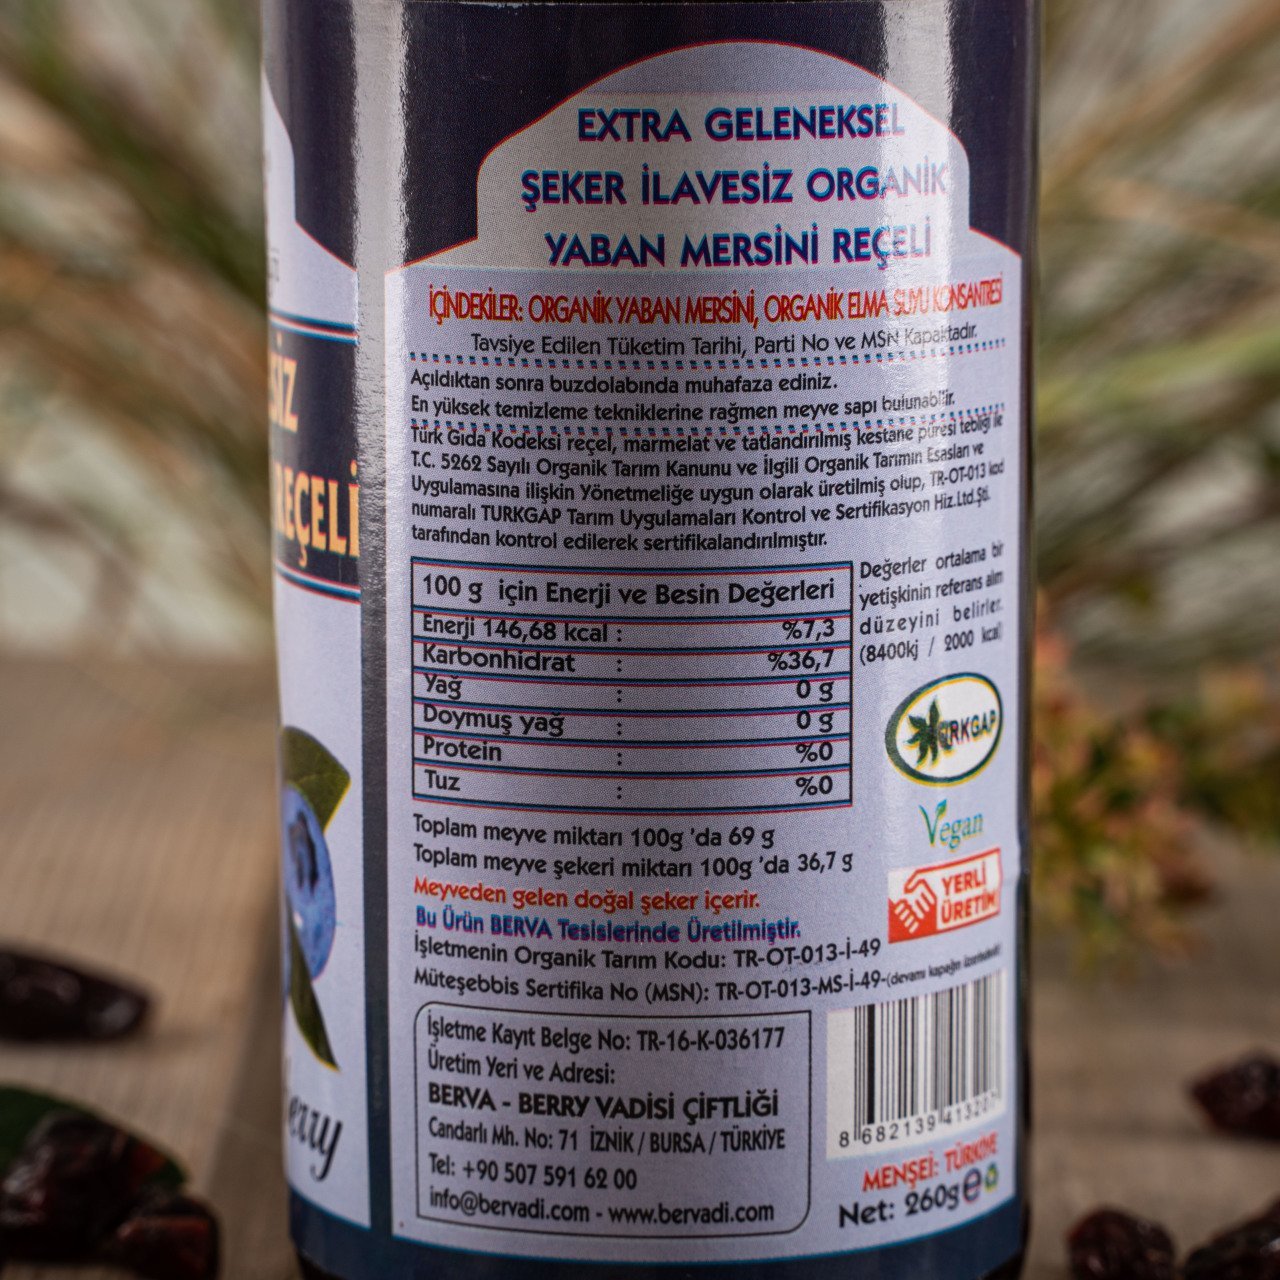 EXTRA GELENEKSEL
ŞEKER İLAVESİZ ORGANİK
YABAN MERSİNİ REÇELİ
İÇİNDEKİLER: ORGANİK YABAN MERSİNİ, ORGANİK ELMA SUYU KONSANTRESİ
Tavsiye Edilen Tüketim Tarihi, Parti No ve MSN Kapaktadır.
Açıldıktan sonra buzdolabında muhafaza ediniz.
En yüksek temizleme tekniklerine rağmen meyve sapı bulunabilir.
Türk Gıda Kodeksi reçel, marmelat ve tatlandırılmış kestane püresi tebliği ile
T.C. 5262 Sayılı Organik Tarım Kanunu ve İlgili Organik Tarımın Esasları ve
Uygulamasına ilişkin Yönetmeliğe uygun olarak üretilmiş olup, TR-OT-013 kod
numaralı TURKGAP Tarım Uygulamaları Kontrol ve Sertifikasyon Hiz.Ltd.Şti.
tarafından kontrol edilerek sertifikalandırılmıştır.
100 g için Enerji ve Besin Değerleri
Enerji 146,68 kcal : %7,3
Karbonhidrat : %36,7
Yağ : 0 g
Doymuş yağ : 0 g
Protein : %0
Tuz : %0
Değerler ortalama bir
yetişkinin referans alım
düzeyini belirler.
(8400kj / 2000 kcal)
TURKGAP
Vegan
YERLİ
ÜRETİM
Toplam meyve miktarı 100g 'da 69 g
Toplam meyve şekeri miktarı 100g 'da 36,7 g
Meyveden gelen doğal şeker içerir.
Bu Ürün BERVA Tesislerinde Üretilmiştir.
İşletmenin Organik Tarım Kodu: TR-OT-013-İ-49
Müteşebbis Sertifika No (MSN): TR-OT-013-MS-İ-49-(devamı kapağın üzerindedir)
İşletme Kayıt Belge No: TR-16-K-036177
Üretim Yeri ve Adresi:
BERVA - BERRY VADİSİ ÇİFTLİĞİ
Candarlı Mh. No: 71 İZNİK / BURSA / TÜRKİYE
Tel: +90 507 591 62 00
info@bervadi.com - www.bervadi.com
8 682139 41320
MENŞEİ: TÜRKİYE
Net: 260g e
SİZ
REÇELİ